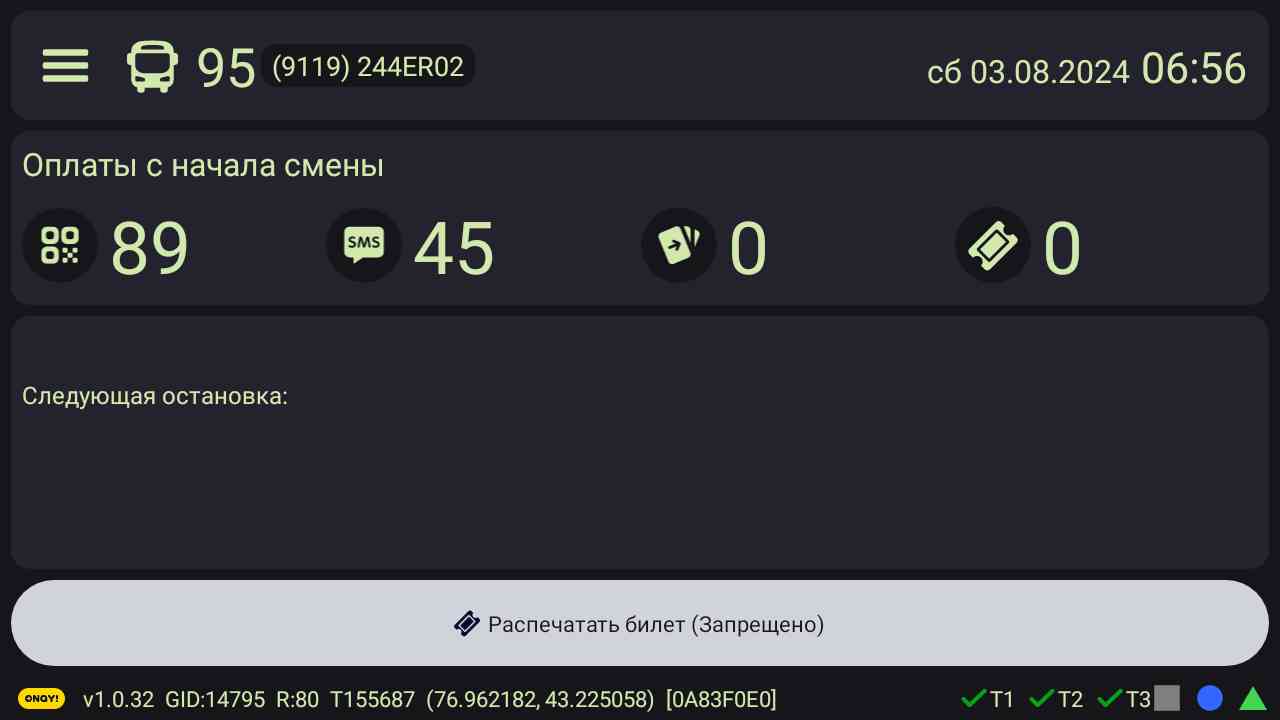 95 (9119) 244ER02 сб 03.08.2024 06:56
Оплаты с начала смены
89 SMS 45 0 0
Следующая остановка:
Распечатать билет (Запрещено)
ONAY! v1.0.32 GID:14795 R:80 T155687 (76.962182, 43.225058) [0A83F0E0] T1 T2 T3